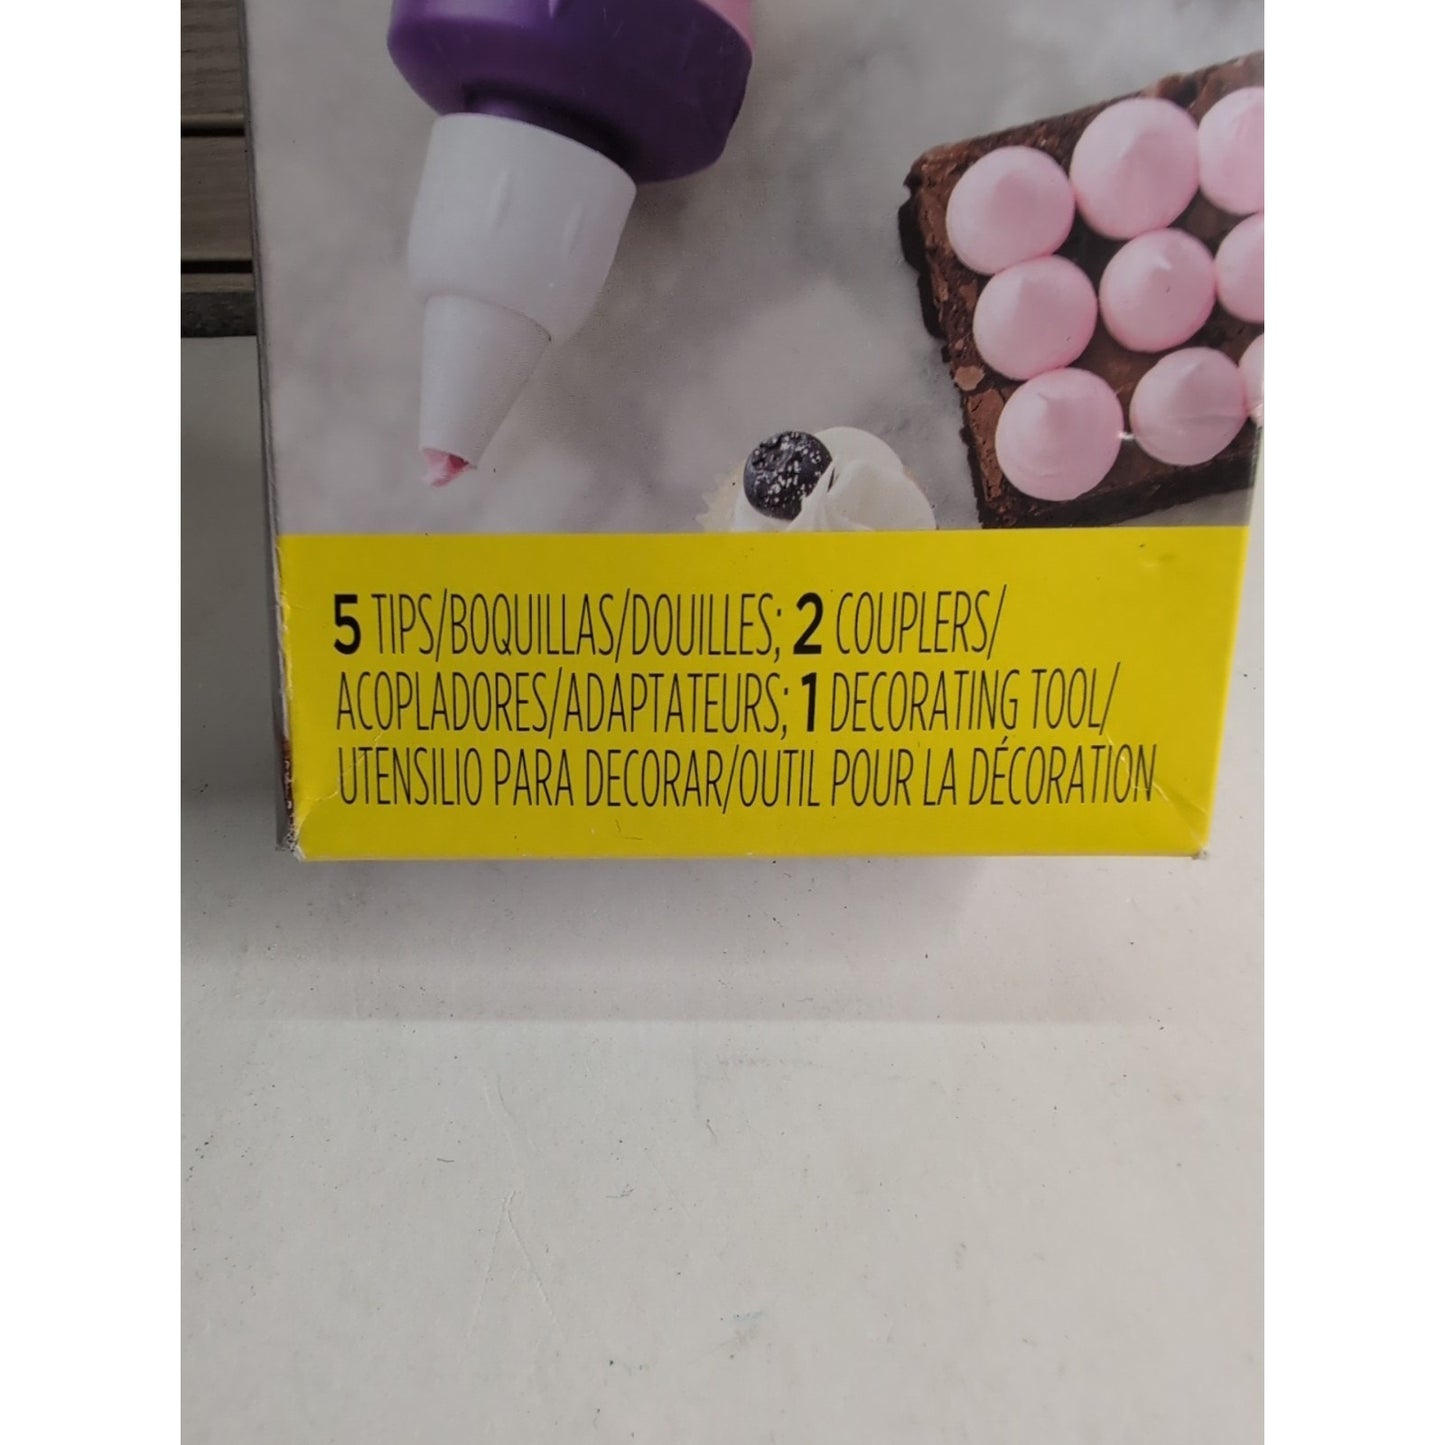 5 TIPS/BOQUILLAS/DOUILLES; 2 COUPLERS/
ACOPLADORES/ADAPTATEURS; 1 DECORATING TOOL/
UTENSILIO PARA DECORAR/OUTIL POUR LA DÉCORATION